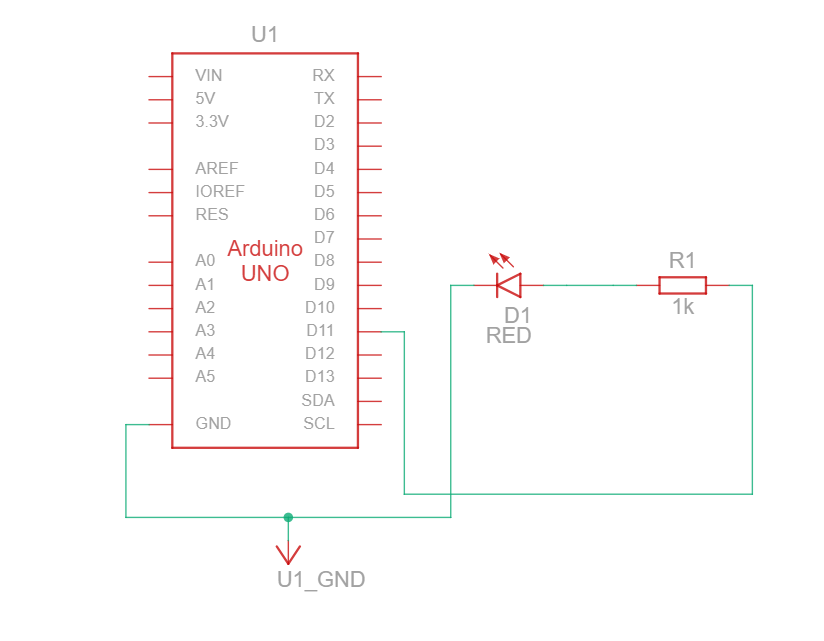 U1
VIN
RX
5V
TX
3.3V
D2
D3
AREF
D4
IOREF
D5
RES
D6
D7
Arduino
UNO
A0
D8
A1
D9
A2
D10
A3
D11
A4
D12
A5
D13
SDA
GND
SCL
D1
RED
R1
1k
U1_GND